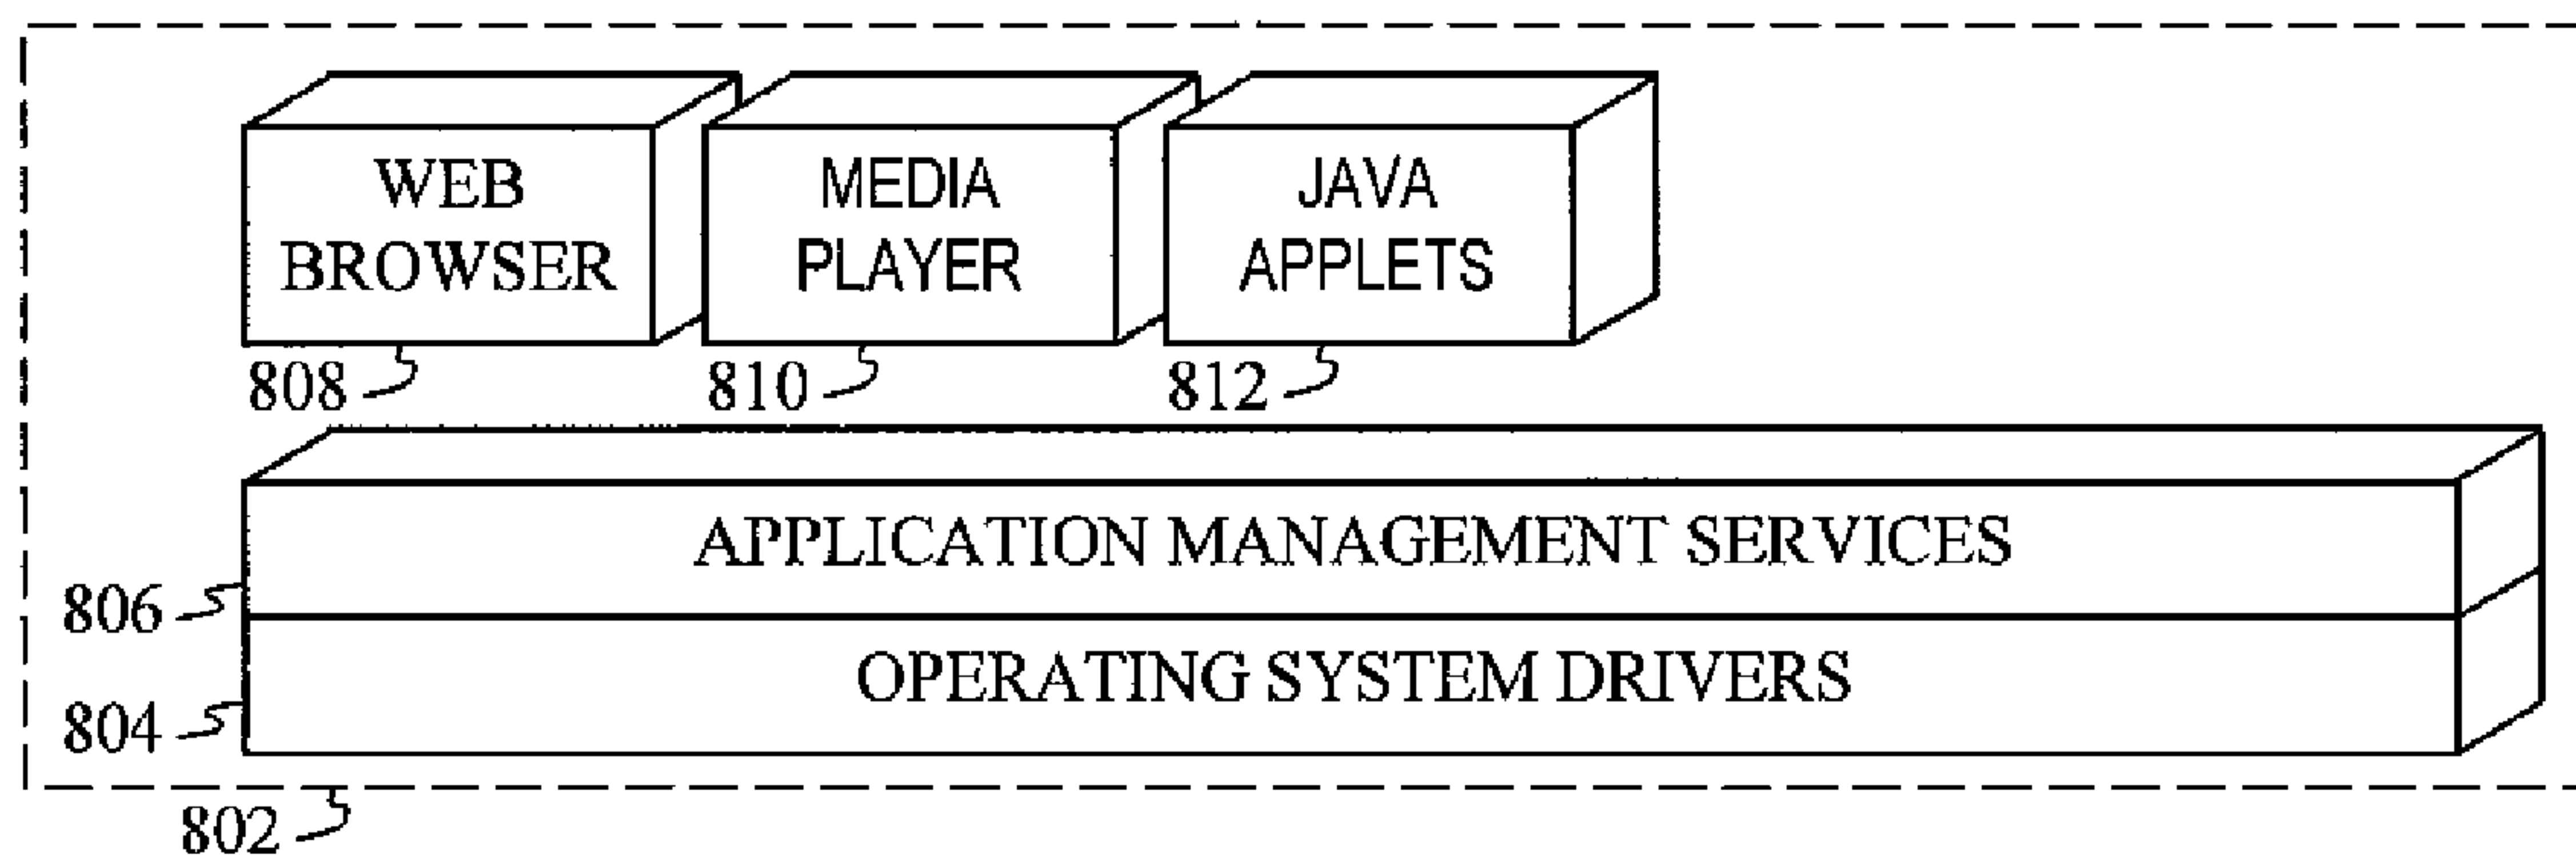 WEB
BROWSER
MEDIA
PLAYER
JAVA
APPLETS
808
810
812
APPLICATION MANAGEMENT SERVICES
806
OPERATING SYSTEM DRIVERS
804
802